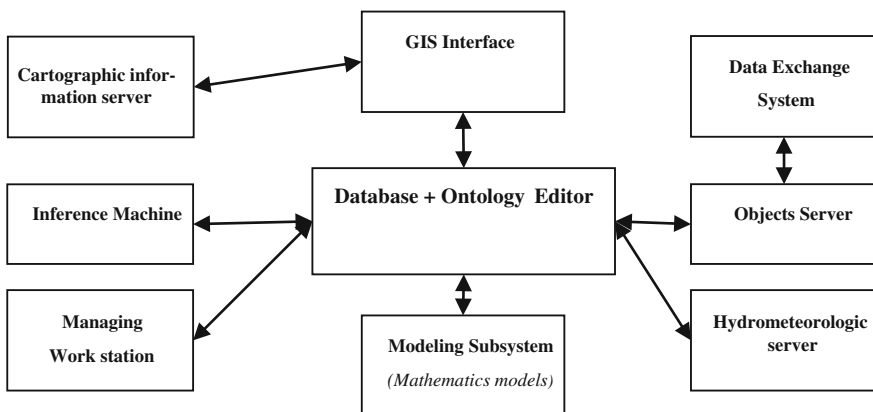 GIS Interface
Cartographic infor-
mation server
Data Exchange
System
Database + Ontology Editor
Inference Machine
Objects Server
Managing
Work station
Modeling Subsystem
(Mathematics models)
Hydrometeorologic
server